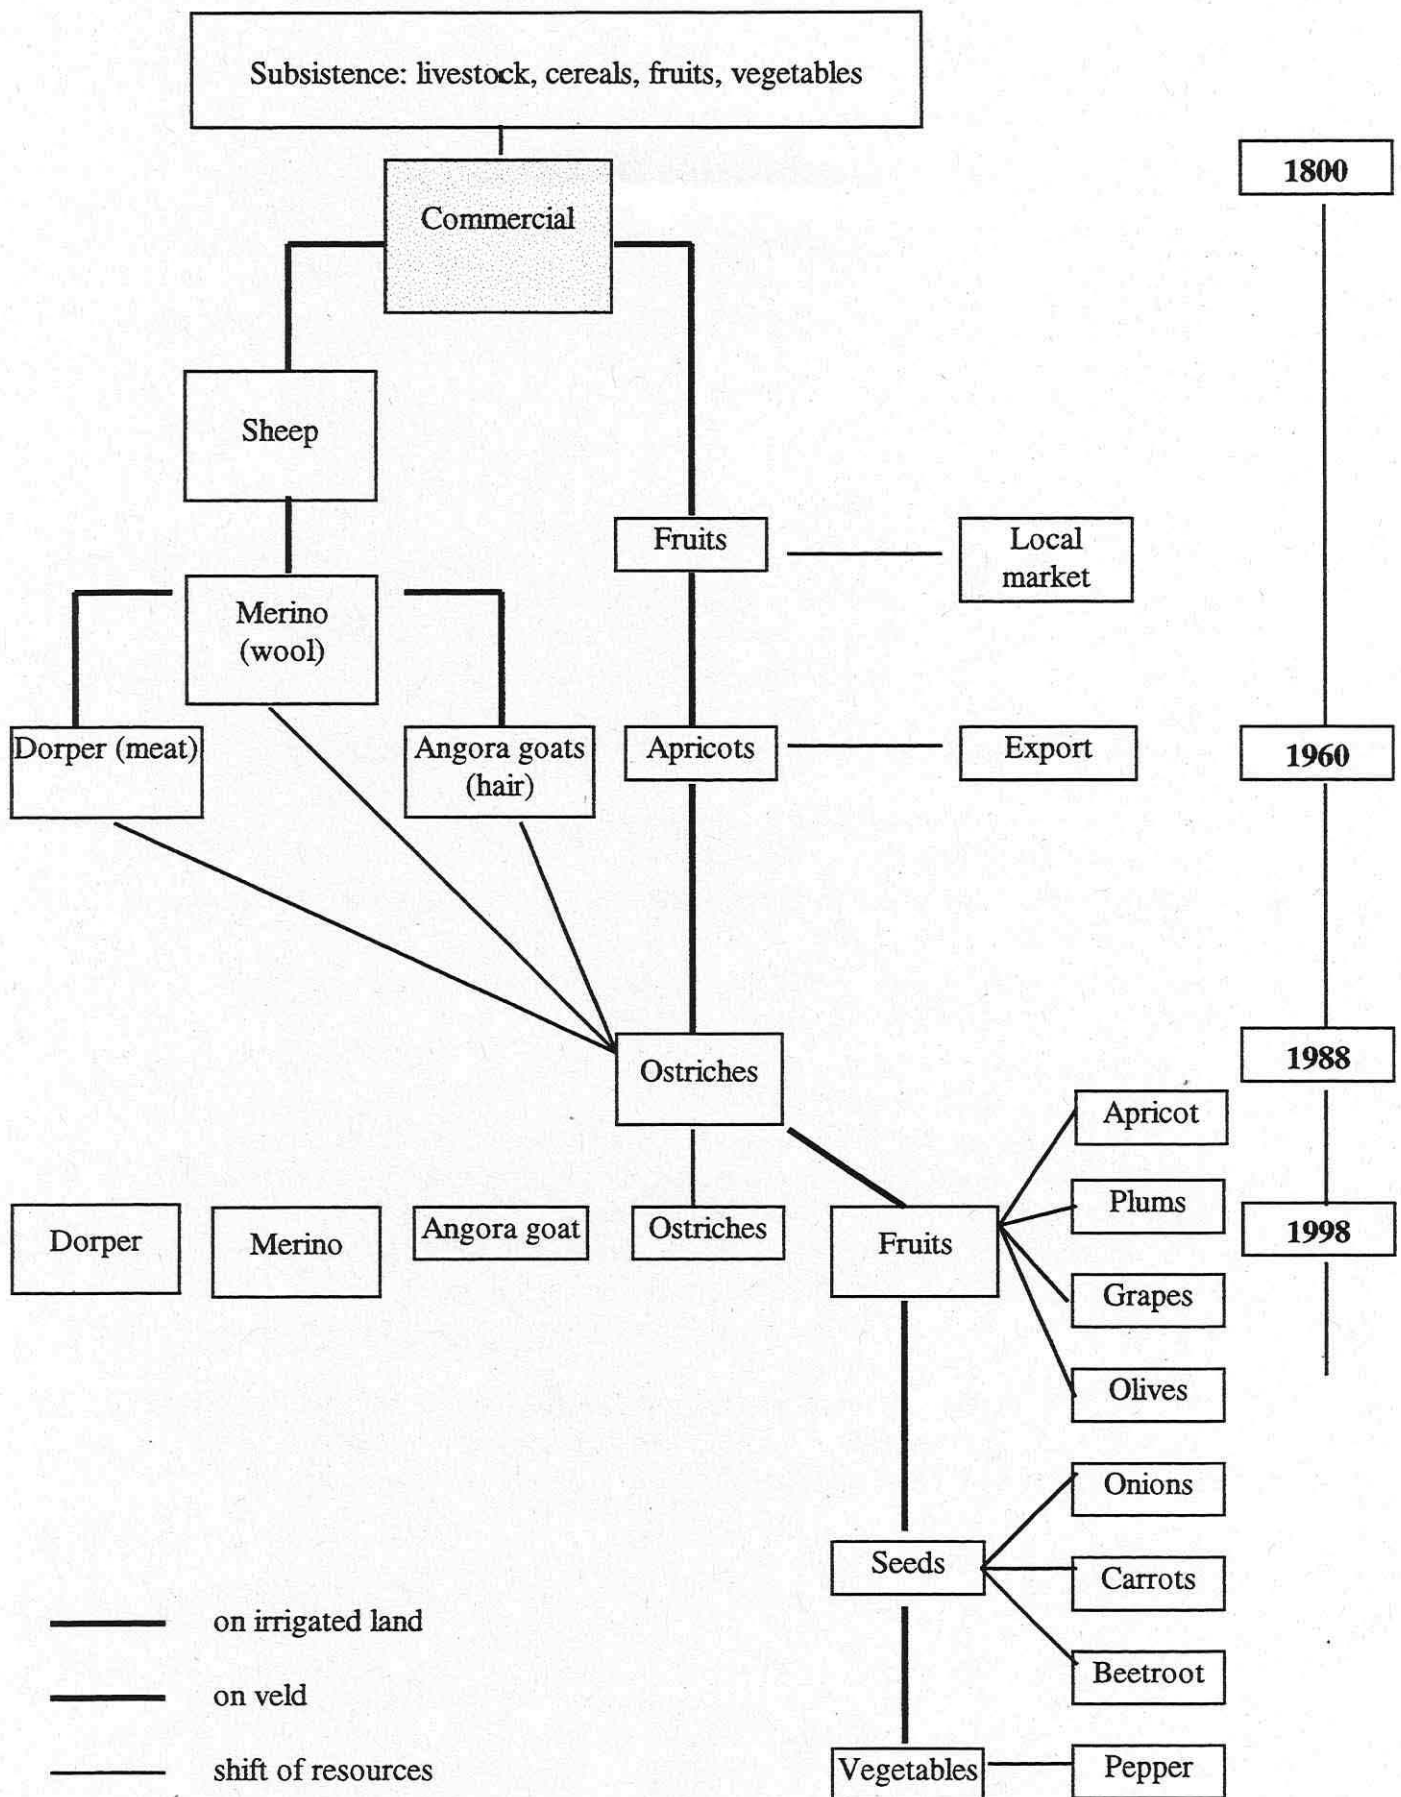 Subsistence: livestock, cereals, fruits, vegetables
1800
Commercial
Sheep
Fruits
Local
market
Merino
(wool)
Dorper (meat)
Angora goats
(hair)
Apricots
Export
1960
Ostriches
1988
Apricot
Plums
Dorper
Merino
Angora goat
Ostriches
Fruits
1998
Grapes
Olives
Onions
Seeds
Carrots
on irrigated land
Beetroot
on veld
Vegetables
Pepper
shift of resources